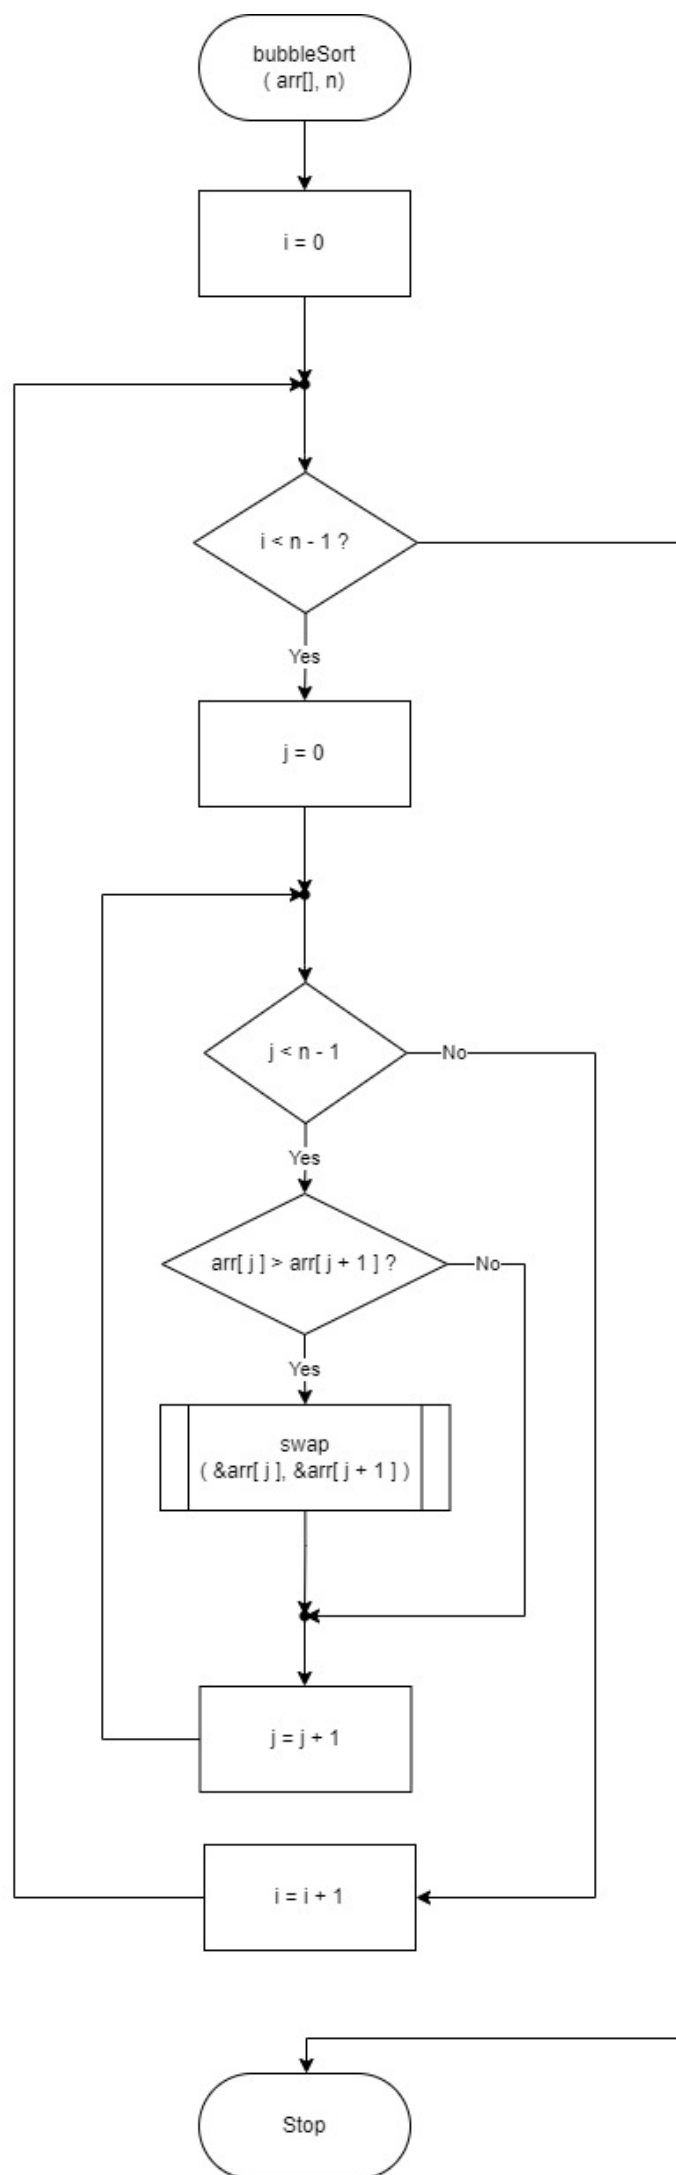 bubbleSort
( arr[], n)
i = 0
i < n - 1 ?
Yes
j = 0
j < n - 1
No
Yes
arr[ j ] > arr[ j + 1 ] ?
No
Yes
swap
( &arr[ j ], &arr[ j + 1 ] )
j = j + 1
i = i + 1
Stop